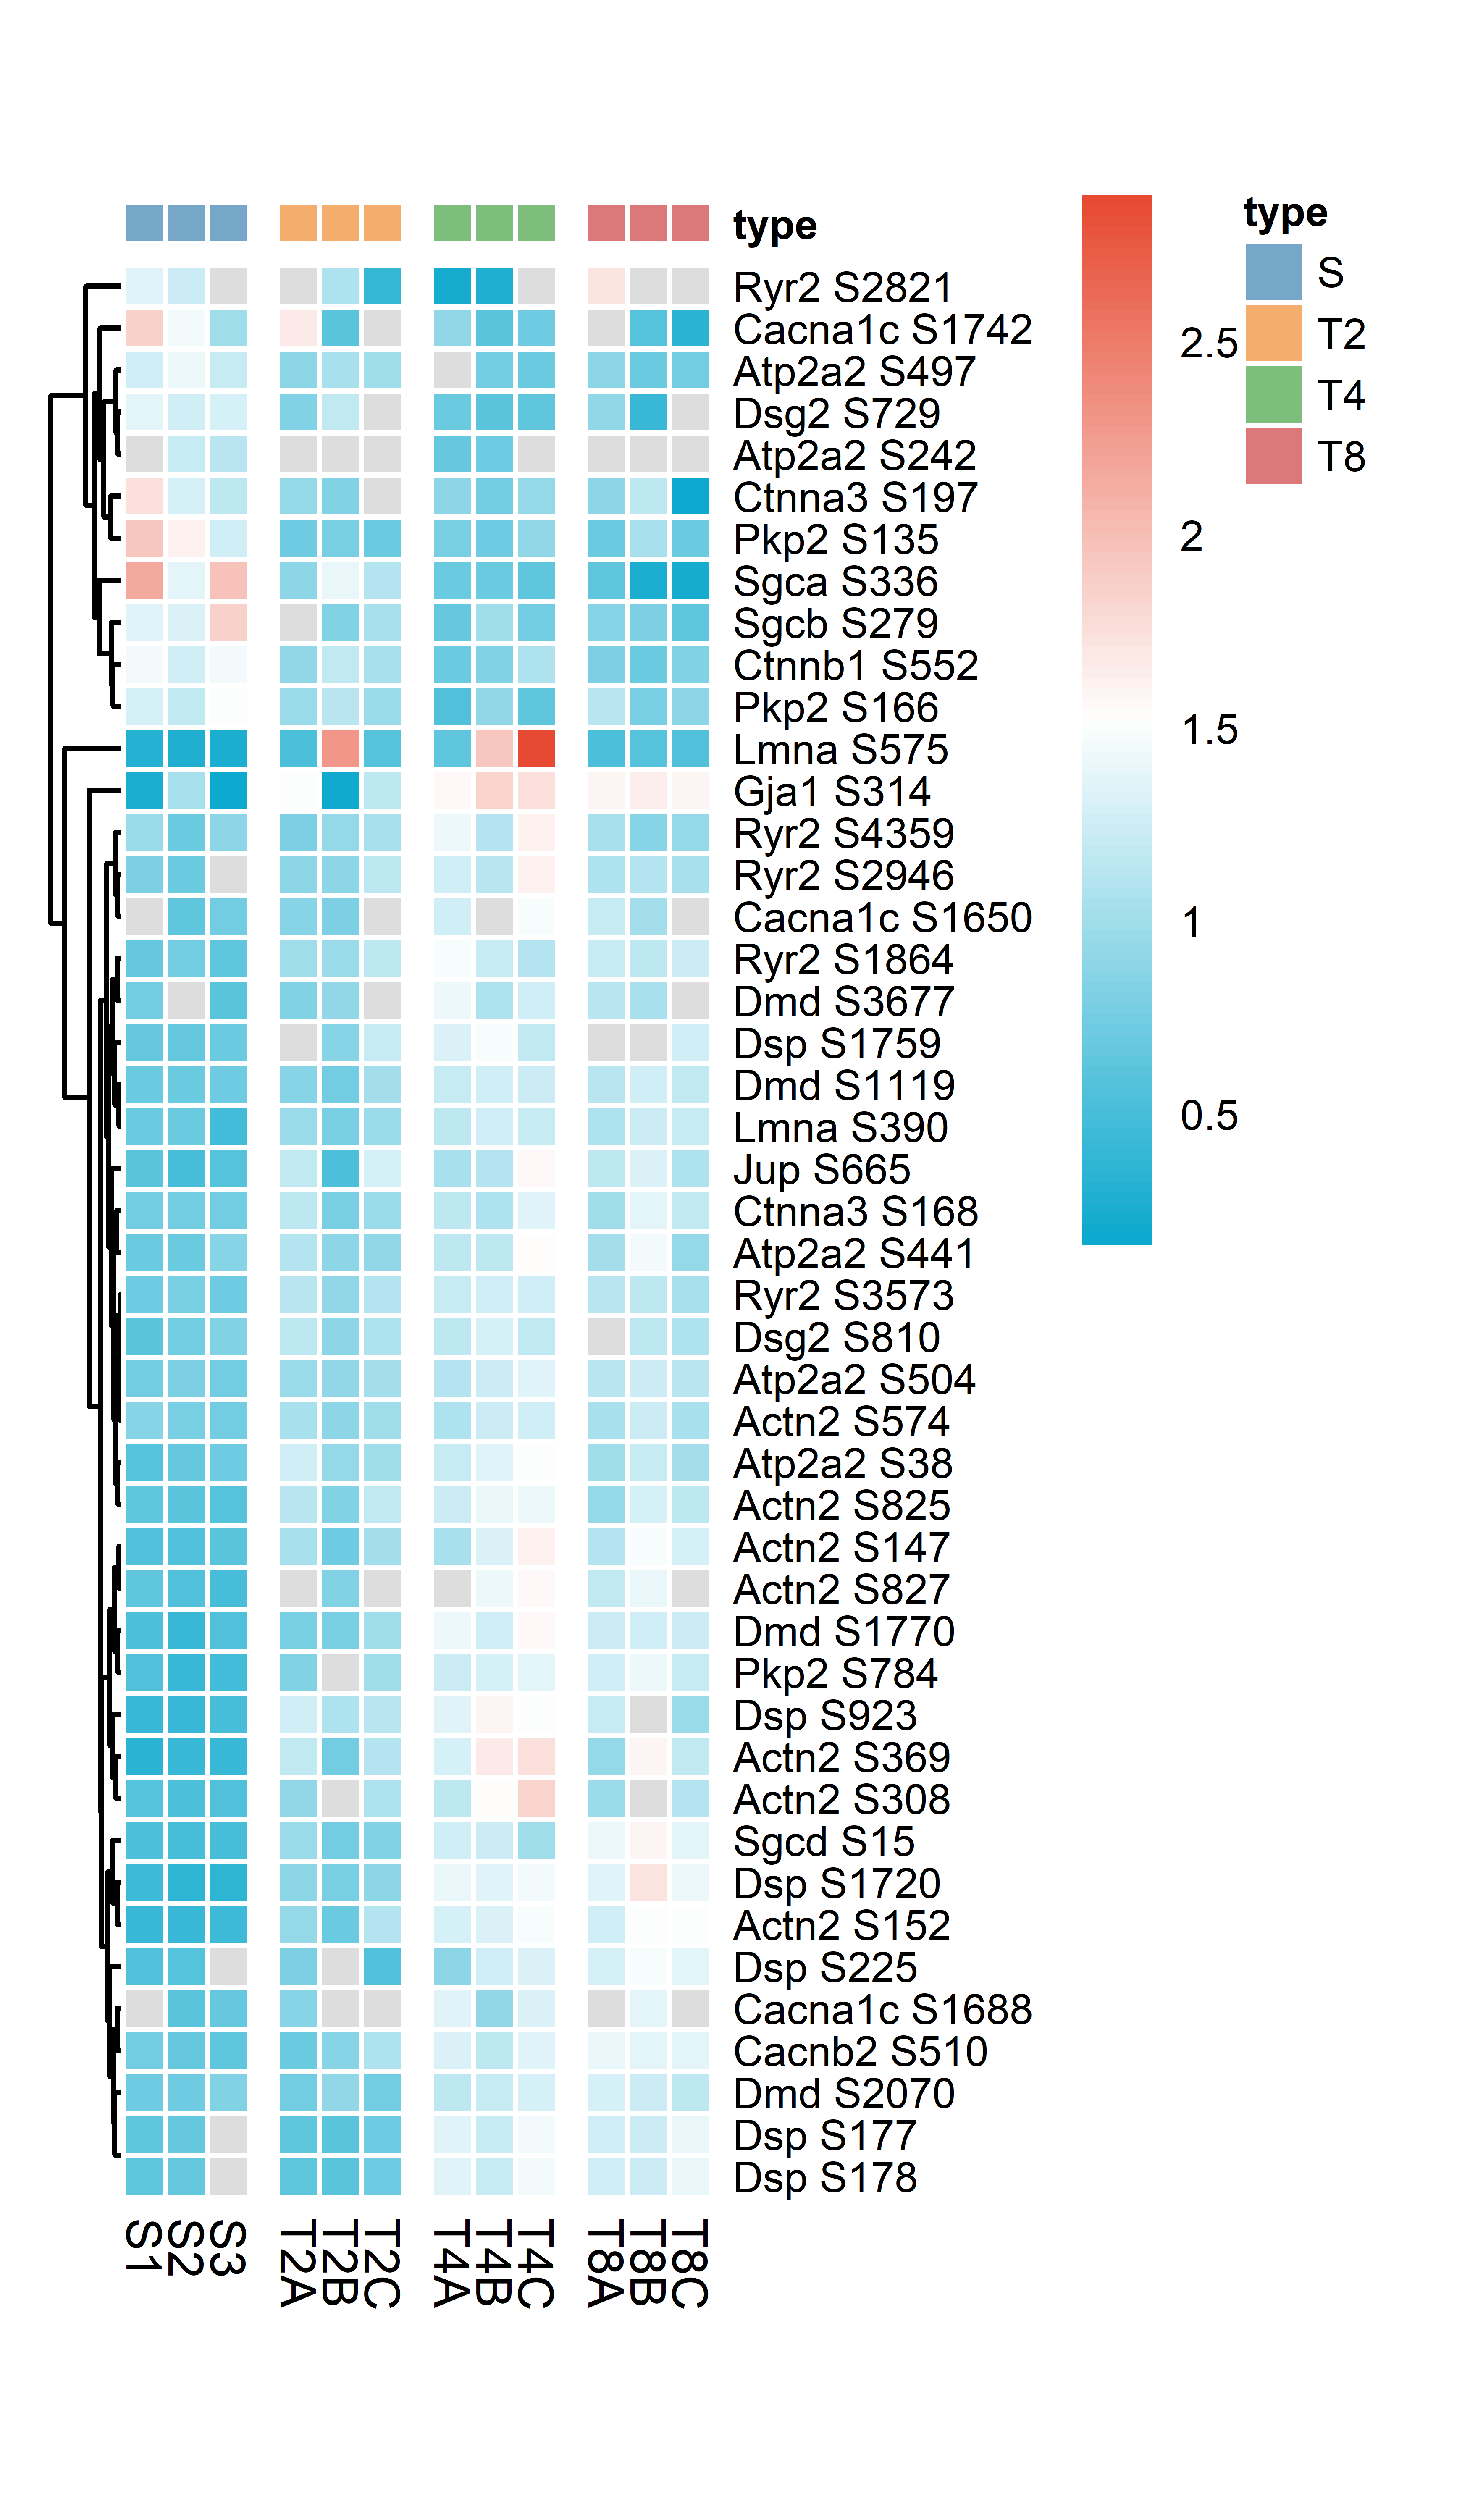 type
Ryr2 S2821
Cacna1c S1742
Atp2a2 S497
Dsg2 S729
Atp2a2 S242
Ctnna3 S197
Pkp2 S135
Sgca S336
Sgcb S279
Ctnnb1 S552
Pkp2 S166
Lmna S575
Gja1 S314
Ryr2 S4359
Ryr2 S2946
Cacna1c S1650
Ryr2 S1864
Dmd S3677
Dsp S1759
Dmd S1119
Lmna S390
Jup S665
Ctnna3 S168
Atp2a2 S441
Ryr2 S3573
Dsg2 S810
Atp2a2 S504
Actn2 S574
Atp2a2 S38
Actn2 S825
Actn2 S147
Actn2 S827
Dmd S1770
Pkp2 S784
Dsp S923
Actn2 S369
Actn2 S308
Sgcd S15
Dsp S1720
Actn2 S152
Dsp S225
Cacna1c S1688
Cacnb2 S510
Dmd S2070
Dsp S177
Dsp S178
S1
S2
S3
T2A
T2B
T2C
T4A
T4B
T4C
T8A
T8B
T8C
2.5
2
1.5
1
0.5
type
S
T2
T4
T8